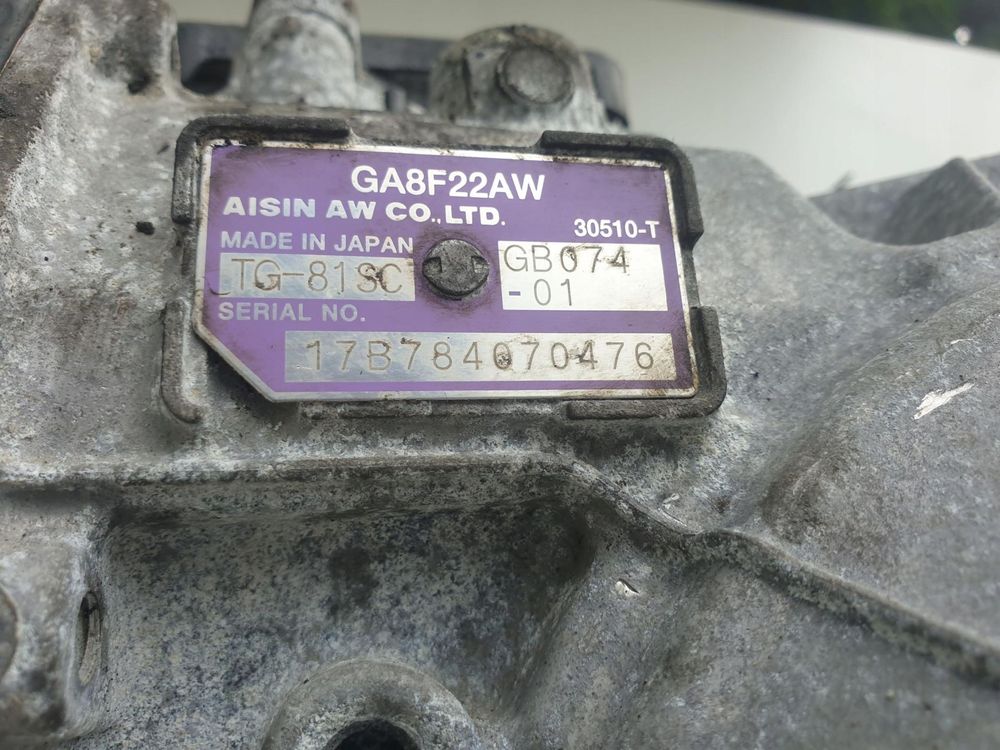 GA8F22AW
AISIN AW CO.,LTD.
30510-T
MADE IN JAPAN
TG-81SC
GB074
-01
SERIAL NO.
17B784070476